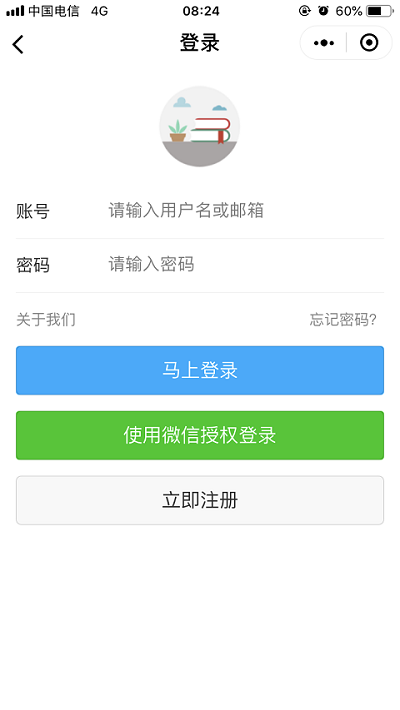 中国电信 4G 08:24 60%
登录
账号 请输入用户名或邮箱
密码 请输入密码
关于我们 忘记密码?
马上登录
使用微信授权登录
立即注册